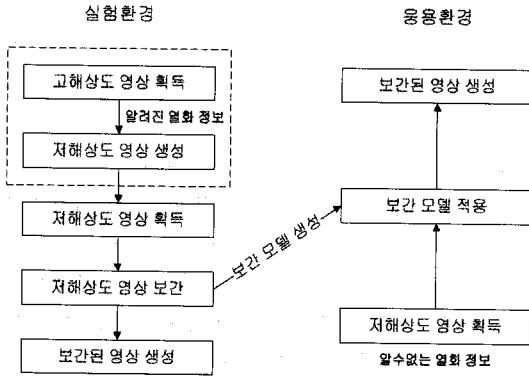 실험환경
고해상도 영상 획득
알려진 열화 정보
저해상도 영상 생성
저해상도 영상 획득
저해상도 영상 보간
보간된 영상 생성
보간 모델 생성
응용환경
보간된 영상 생성
보간 모델 적용
저해상도 영상 획득
알수없는 열화 정보